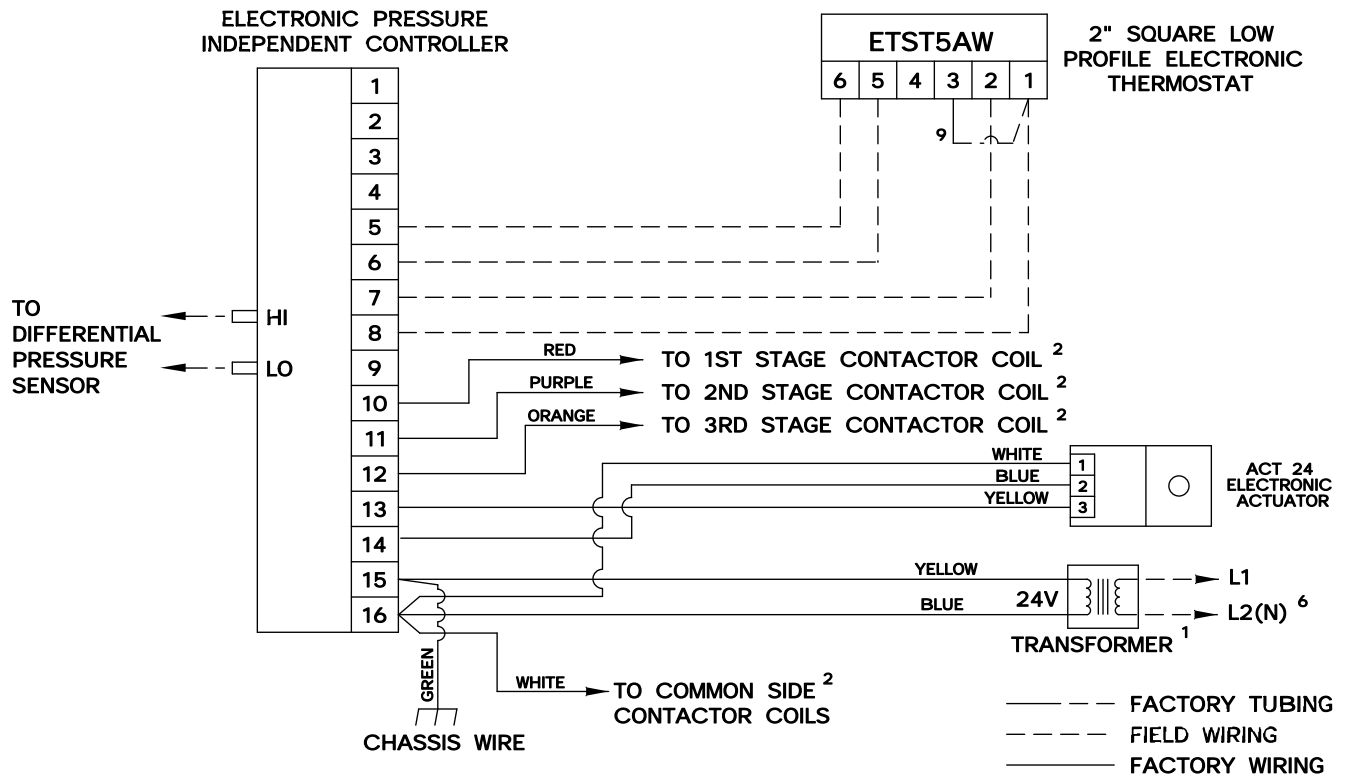 ELECTRONIC PRESSURE
INDEPENDENT CONTROLLER
ETST5AW
6 5 4 3 2 1
2" SQUARE LOW
PROFILE ELECTRONIC
THERMOSTAT
9
1
2
3
4
5
6
7
8
9
10
11
12
13
14
15
16
HI
LO
TO
DIFFERENTIAL
PRESSURE
SENSOR
RED
TO 1ST STAGE CONTACTOR COIL 2
PURPLE
TO 2ND STAGE CONTACTOR COIL 2
ORANGE
TO 3RD STAGE CONTACTOR COIL 2
WHITE
BLUE
YELLOW
1
2
3
ACT 24
ELECTRONIC
ACTUATOR
YELLOW
BLUE
24V
L1
L2(N) 6
TRANSFORMER 1
GREEN
WHITE
TO COMMON SIDE 2
CONTACTOR COILS
CHASSIS WIRE
FACTORY TUBING
FIELD WIRING
FACTORY WIRING